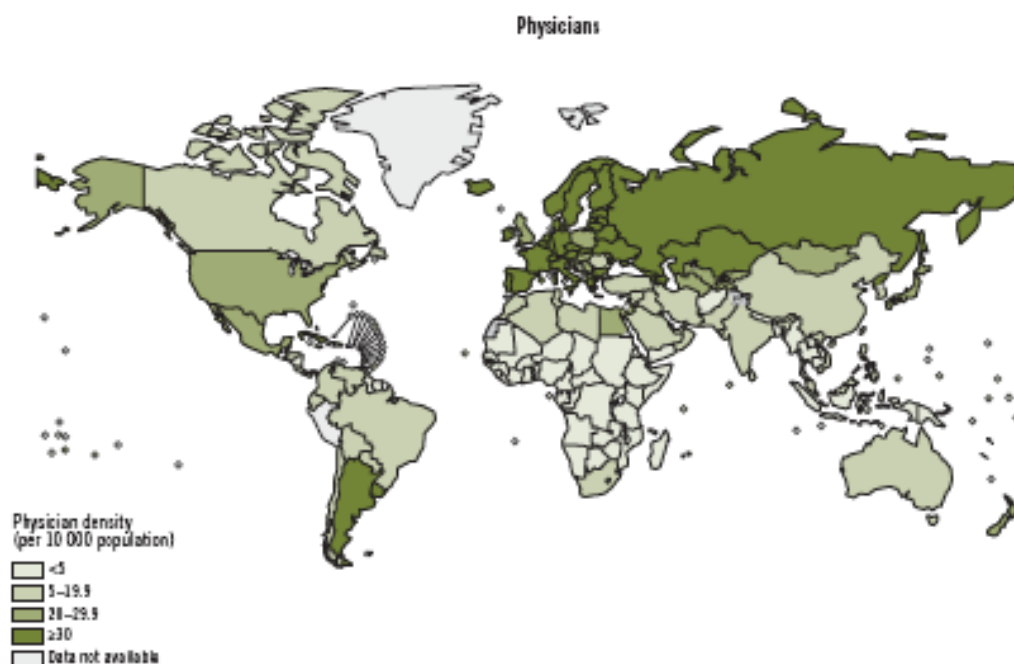 Physicians
Physician density
(per 10 000 population)
<5
5–19.9
20–29.9
≥30
Data not available